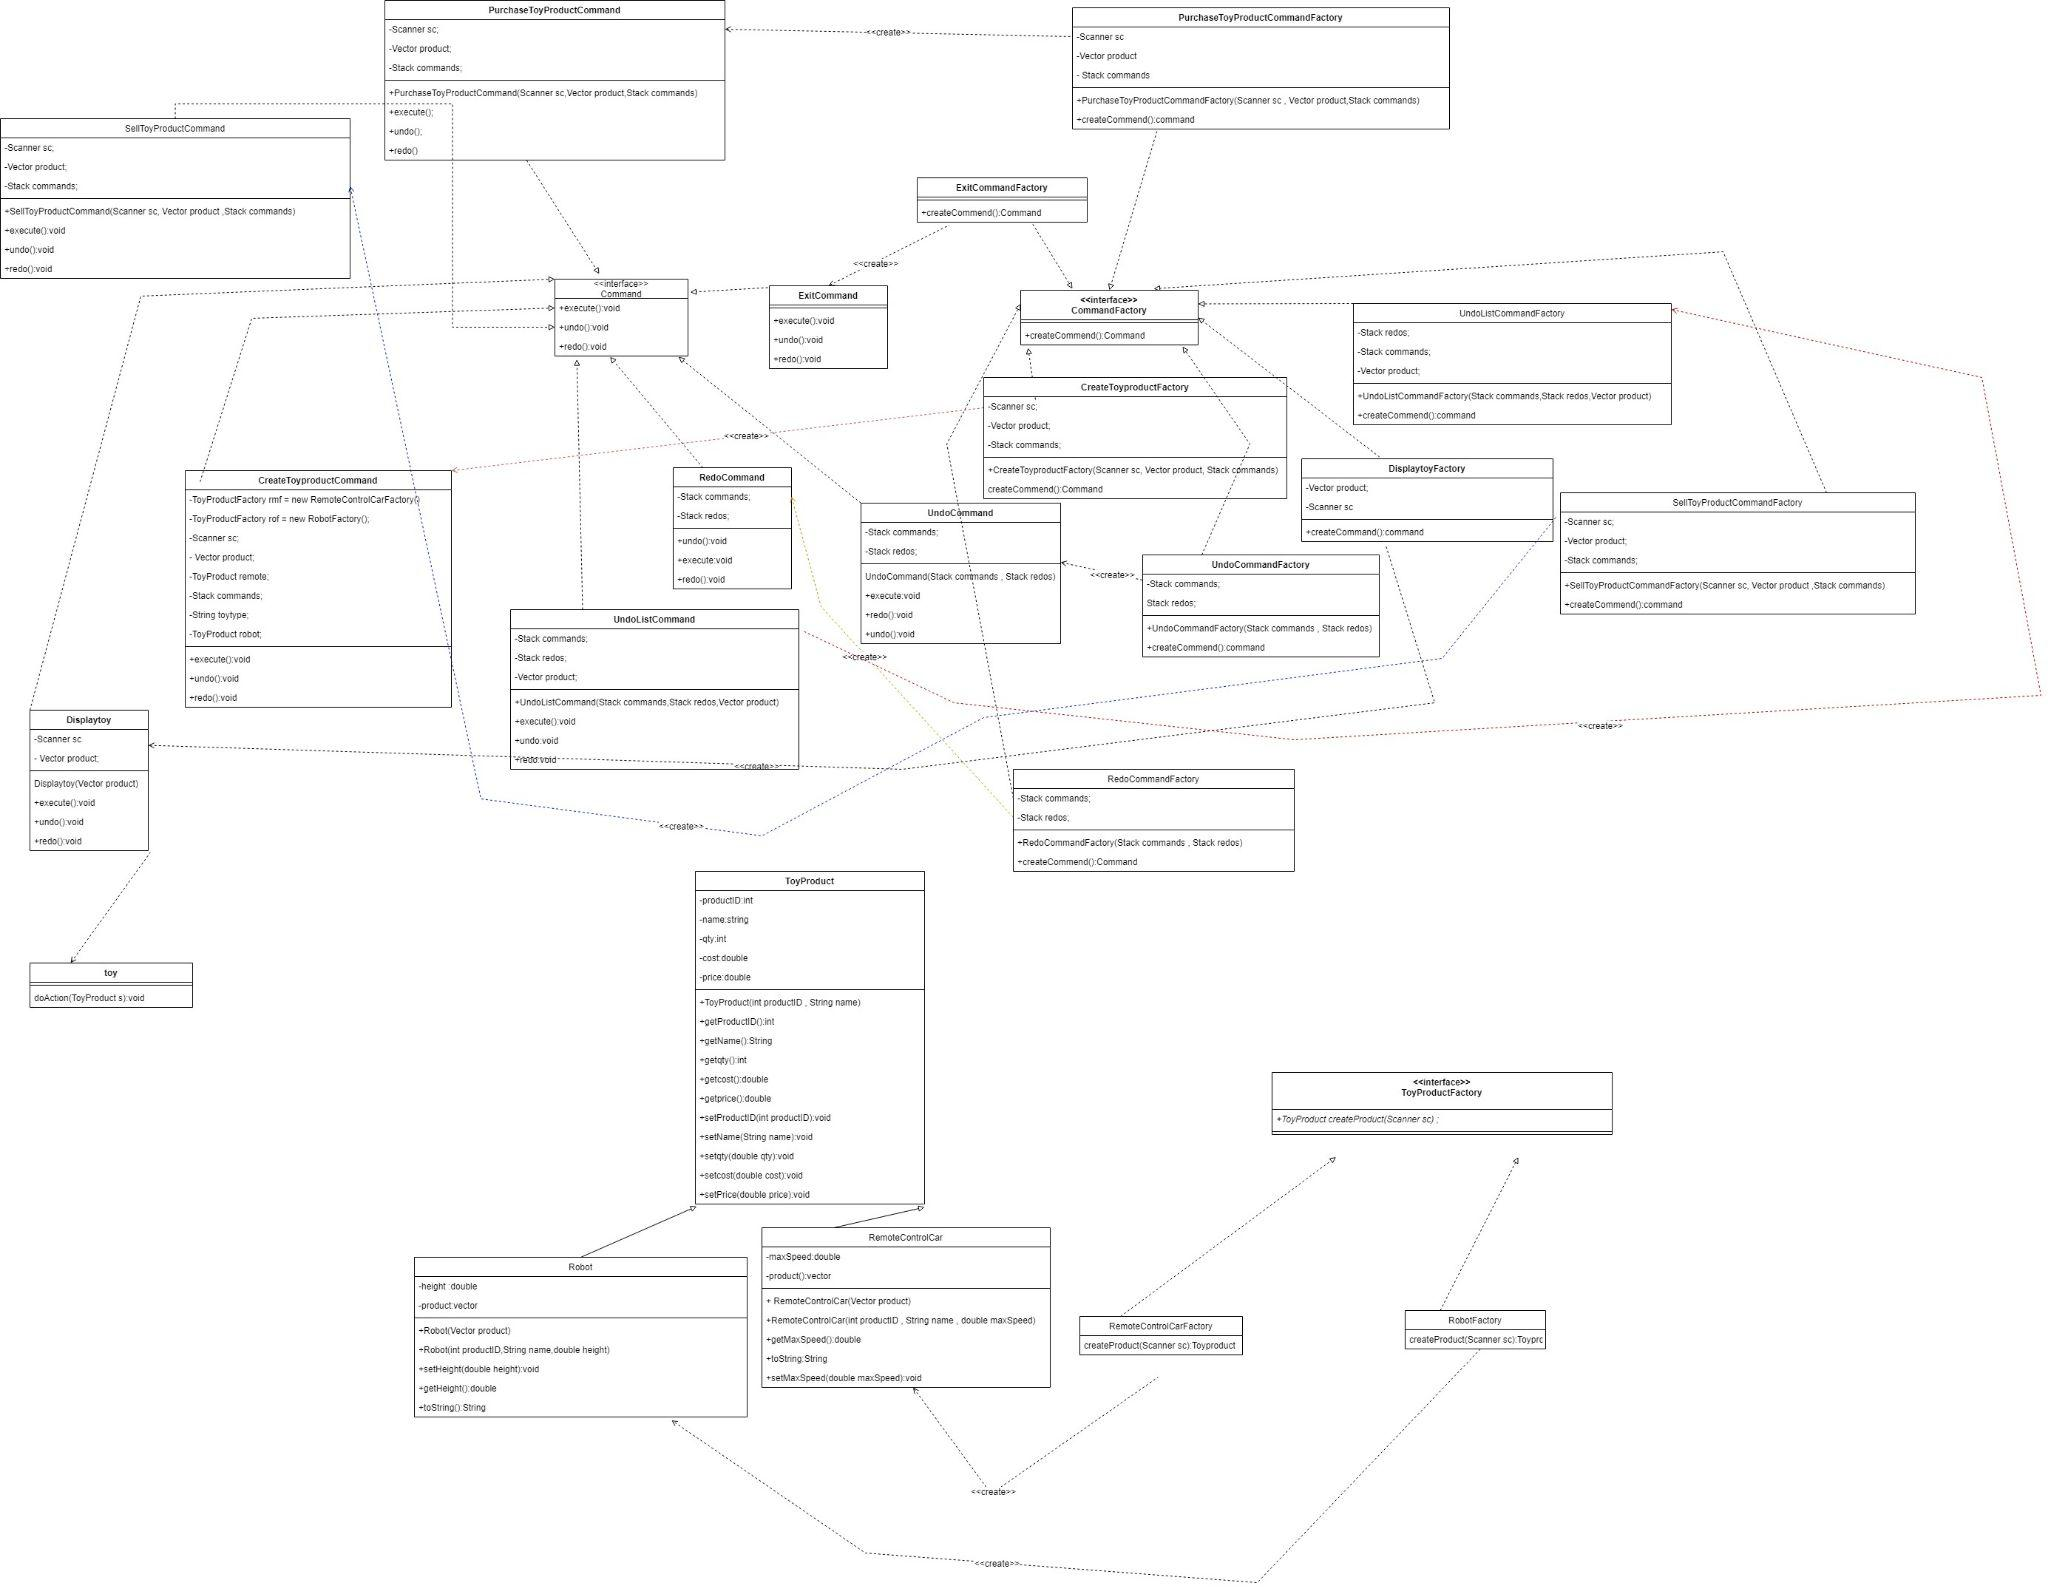 PurchaseToyProductCommand
-Scanner sc;
-Vector product;
-Stack commands;
+PurchaseToyProductCommand(Scanner sc,Vector product,Stack commands)
+execute();
+undo();
+redo()
<<create>>
PurchaseToyProductCommandFactory
-Scanner sc
-Vector product
- Stack commands
+PurchaseToyProductCommandFactory(Scanner sc , Vector product,Stack commands)
+createCommend():command
SellToyProductCommand
-Scanner sc;
-Vector product;
-Stack commands;
+SellToyProductCommand(Scanner sc, Vector product ,Stack commands)
+execute():void
+undo():void
+redo():void
ExitCommandFactory
+createCommend():Command
<<create>>
<<interface>>
Command
+execute():void
+undo():void
+redo():void
ExitCommand
+execute():void
+undo():void
+redo():void
<<interface>>
CommandFactory
+createCommend():Command
UndoListCommandFactory
-Stack redos;
-Stack commands;
-Vector product;
+UndoListCommandFactory(Stack commands,Stack redos,Vector product)
+createCommend():command
CreateToyproductFactory
-Scanner sc;
-Vector product;
-Stack commands;
+CreateToyproductFactory(Scanner sc, Vector product, Stack commands)
createCommend():Command
<<create>>
CreateToyproductCommand
-ToyProductFactory rmf = new RemoteControlCarFactory()
-ToyProductFactory rof = new RobotFactory();
-Scanner sc;
- Vector product;
-ToyProduct remote;
-Stack commands;
-String toytype;
-ToyProduct robot;
+execute():void
+undo():void
+redo():void
RedoCommand
-Stack commands;
-Stack redos;
+undo():void
+execute:void
+redo():void
UndoCommand
-Stack commands;
-Stack redos;
UndoCommand(Stack commands , Stack redos)
+execute:void
+redo():void
+undo():void
<<create>>
UndoCommandFactory
-Stack commands;
Stack redos;
+UndoCommandFactory(Stack commands , Stack redos)
+createCommend():command
DisplaytoyFactory
-Vector product;
-Scanner sc
+createCommend():command
SellToyProductCommandFactory
-Scanner sc;
-Vector product;
-Stack commands;
+SellToyProductCommandFactory(Scanner sc, Vector product ,Stack commands)
+createCommend():command
UndoListCommand
-Stack commands;
-Stack redos;
-Vector product;
+UndoListCommand(Stack commands,Stack redos,Vector product)
+execute():void
+undo:void
+redo:void
<<create>>
<<create>>
<<create>>
<<create>>
Displaytoy
-Scanner sc
- Vector product;
Displaytoy(Vector product)
+execute():void
+undo():void
+redo():void
RedoCommandFactory
-Stack commands;
-Stack redos;
+RedoCommandFactory(Stack commands , Stack redos)
+createCommend():Command
toy
doAction(ToyProduct s):void
ToyProduct
-productID:int
-name:string
-qty:int
-cost:double
-price:double
+ToyProduct(int productID , String name)
+getProductID():int
+getName():String
+getqty():int
+getcost():double
+getprice():double
+setProductID(int productID):void
+setName(String name):void
+setqty(double qty):void
+setcost(double cost):void
+setPrice(double price):void
<<interface>>
ToyProductFactory
+ToyProduct createProduct(Scanner sc) ;
Robot
-height :double
-product:vector
+Robot(Vector product)
+Robot(int productID,String name,double height)
+setHeight(double height):void
+getHeight():double
+toString():String
RemoteControlCar
-maxSpeed:double
-product():vector
+ RemoteControlCar(Vector product)
+RemoteControlCar(int productID , String name , double maxSpeed)
+getMaxSpeed():double
+toString:String
+setMaxSpeed(double maxSpeed):void
RemoteControlCarFactory
createProduct(Scanner sc):Toyproduct
RobotFactory
createProduct(Scanner sc):Toyprc
<<create>>
<<create>>